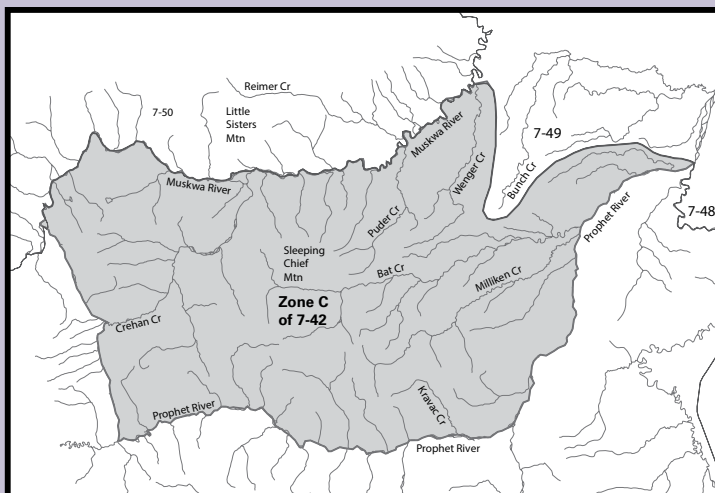 Reimer Cr
7-50
Little
Sisters
Mtn
7-49
Muskwa River
Wenger Cr
Bunch Cr
Muskwa River
7-48
Prophet River
Puder Cr
Sleeping
Chief
Mtn
Bat Cr
Milliken Cr
Zone C
of 7-42
Crehan Cr
Prophet River
Kravac Cr
Prophet River